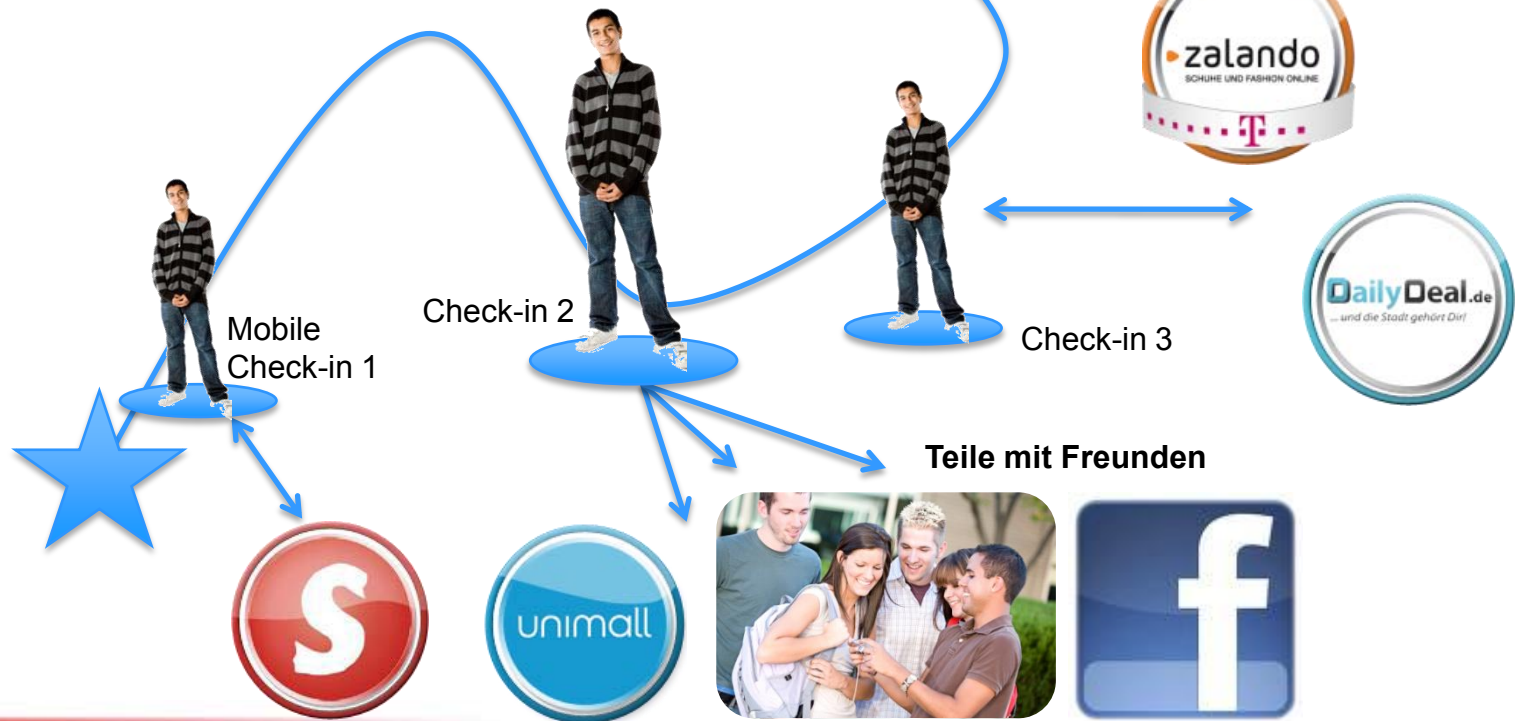 zalando
SCHUHE UND FASHION ONLINE
T
DailyDeal.de
... und die Stadt gehört Dir!
Check-in 2
Mobile
Check-in 1
Check-in 3
Teile mit Freunden
S
unimall
f